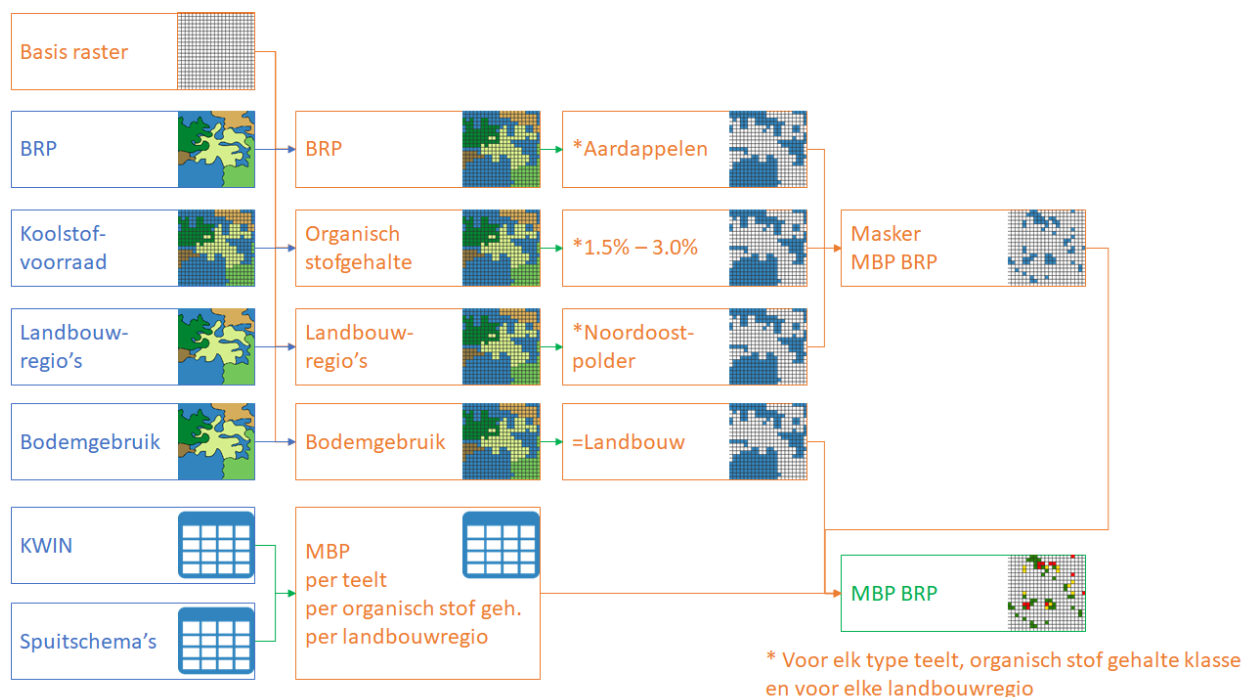 Basis raster
BRP
BRP
*Aardappelen
Koolstof-
voorraad
Organisch
stofgehalte
*1.5% – 3.0%
Masker
MBP BRP
Landbouw-
regio's
Landbouw-
regio's
*Noordoost-
polder
Bodemgebruik
Bodemgebruik
=Landbouw
KWIN
MBP
per teelt
per organisch stof geh.
per landbouwregio
MBP BRP
Spuitschema's
* Voor elk type teelt, organisch stof gehalte klasse
en voor elke landbouwregio